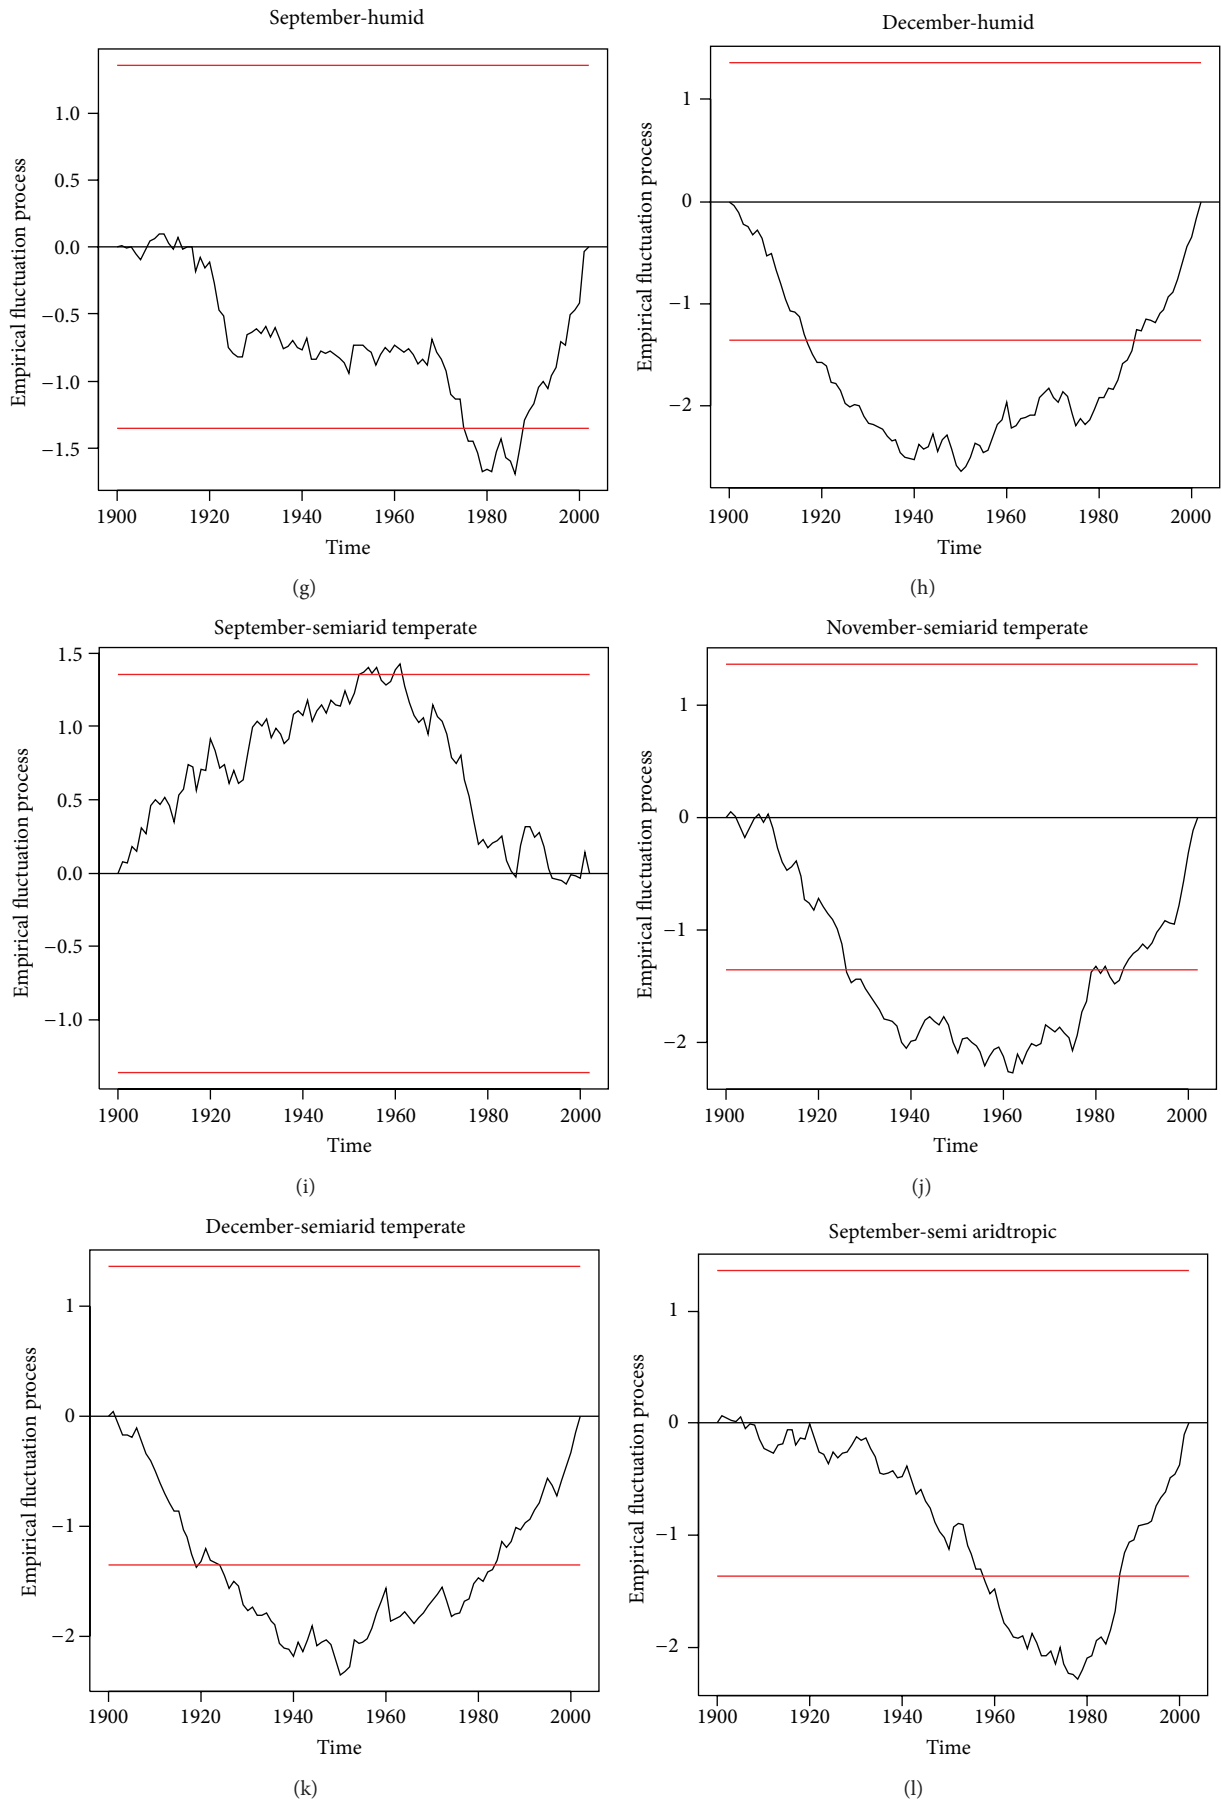 September-humid
Empirical fluctuation process
1.0
0.5
0.0
−0.5
−1.0
−1.5
1900 1920 1940 1960 1980 2000
Time
(g)
December-humid
Empirical fluctuation process
1
0
−1
−2
1900 1920 1940 1960 1980 2000
Time
(h)
September-semiarid temperate
Empirical fluctuation process
1.5
1.0
0.5
0.0
−0.5
−1.0
1900 1920 1940 1960 1980 2000
Time
(i)
November-semiarid temperate
Empirical fluctuation process
1
0
−1
−2
1900 1920 1940 1960 1980 2000
Time
(j)
December-semiarid temperate
Empirical fluctuation process
1
0
−1
−2
1900 1920 1940 1960 1980 2000
Time
(k)
September-semi aridtropic
Empirical fluctuation process
1
0
−1
−2
1900 1920 1940 1960 1980 2000
Time
(l)